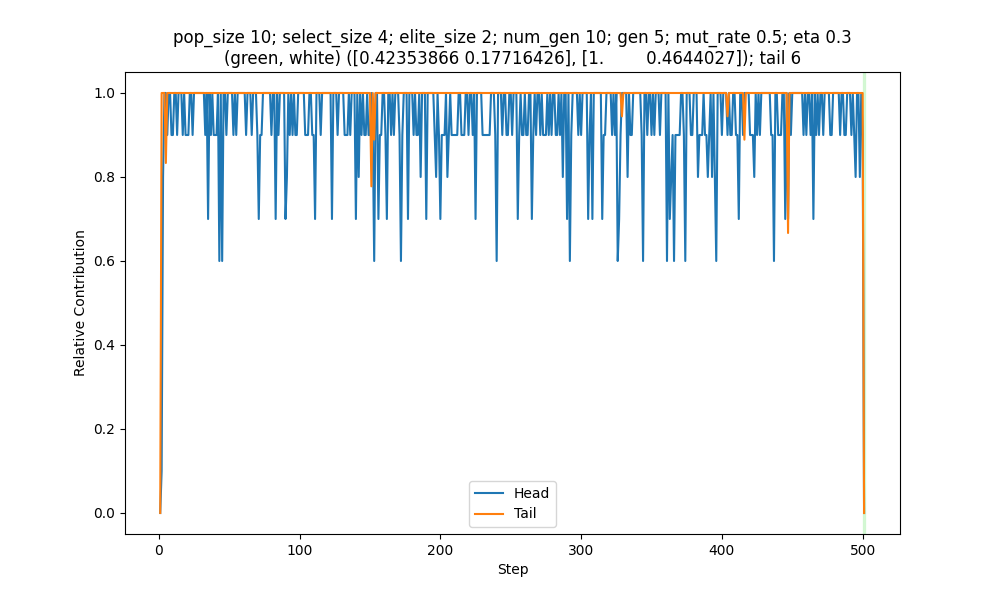 pop_size 10; select_size 4; elite_size 2; num_gen 10; gen 5; mut_rate 0.5; eta 0.3
(green, white) ([0.42353866 0.17716426], [1.         0.4644027]); tail 6
1.0
0.8
0.6
0.4
0.2
0.0
Relative Contribution
Head
Tail
0
100
200
300
400
500
Step